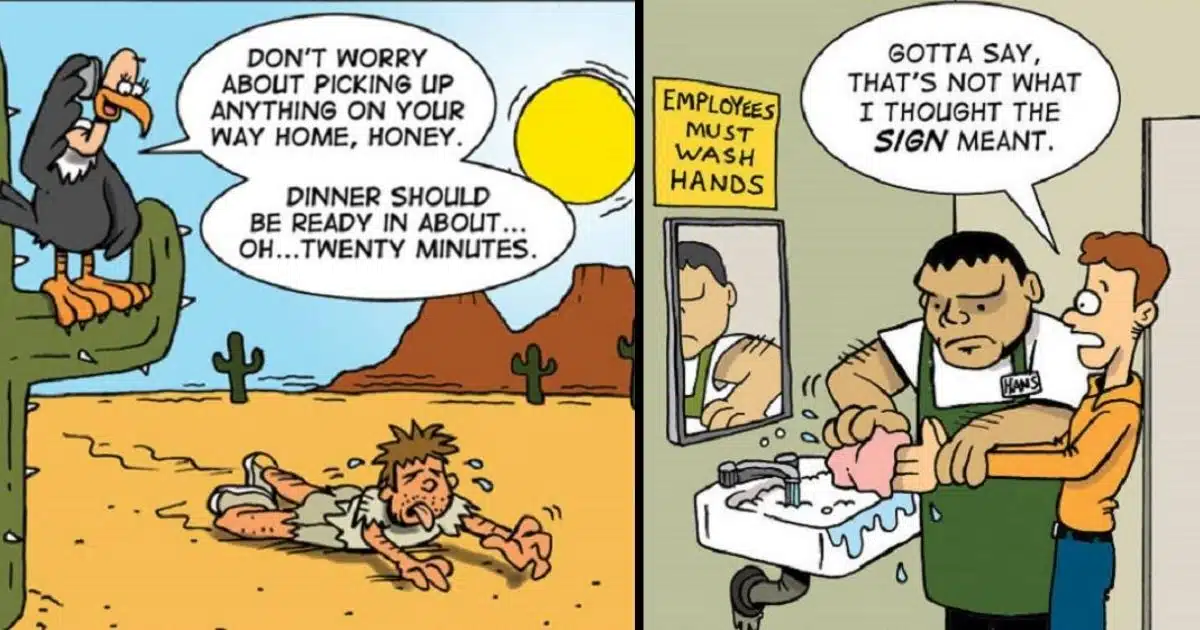 DON'T WORRY
ABOUT PICKING UP
ANYTHING ON YOUR
WAY HOME, HONEY.
DINNER SHOULD
BE READY IN ABOUT...
OH...TWENTY MINUTES.
EMPLOYEES
MUST
WASH
HANDS
GOTTA SAY,
THAT'S NOT WHAT
I THOUGHT THE
SIGN MEANT.
HANS